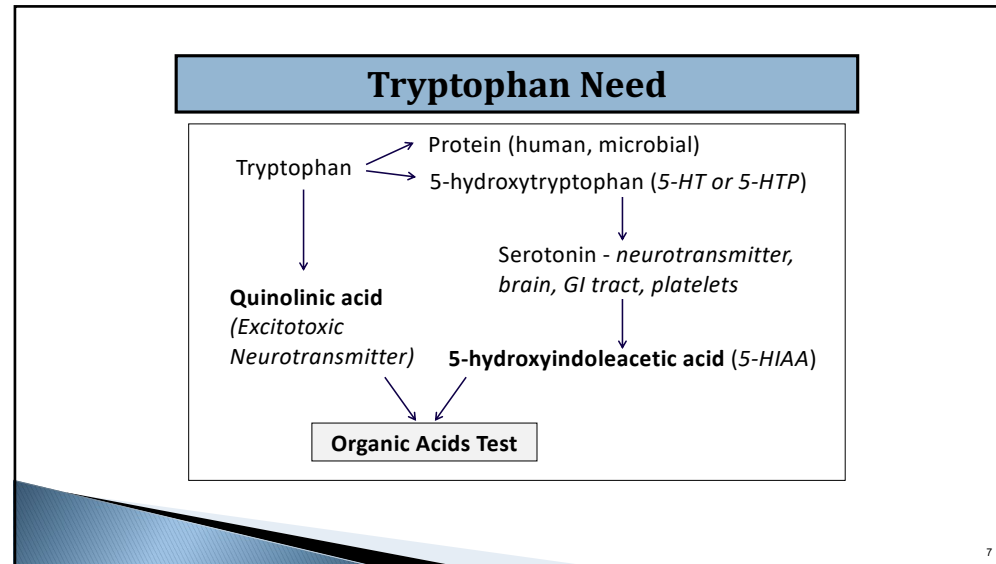 Tryptophan Need
Protein (human, microbial)
Tryptophan
5-hydroxytryptophan (5-HT or 5-HTP)
Serotonin - neurotransmitter,
brain, GI tract, platelets
Quinolinic acid
(Excitotoxic
Neurotransmitter)
5-hydroxyindoleacetic acid (5-HIAA)
Organic Acids Test
7